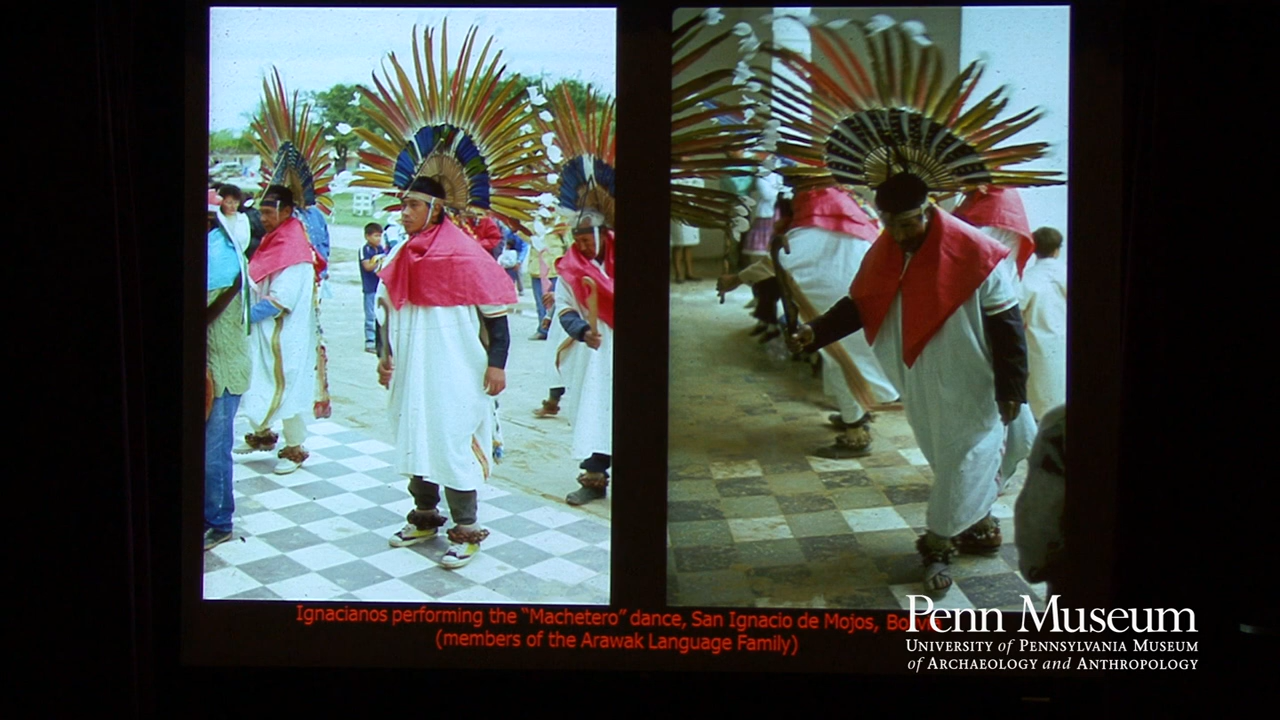 Ignacianos performing the “Machetero” dance, San Ignacio de Mojos, Bolivia
(members of the Arawak Language Family)
Penn Museum
University of Pennsylvania Museum
of Archaeology and Anthropology